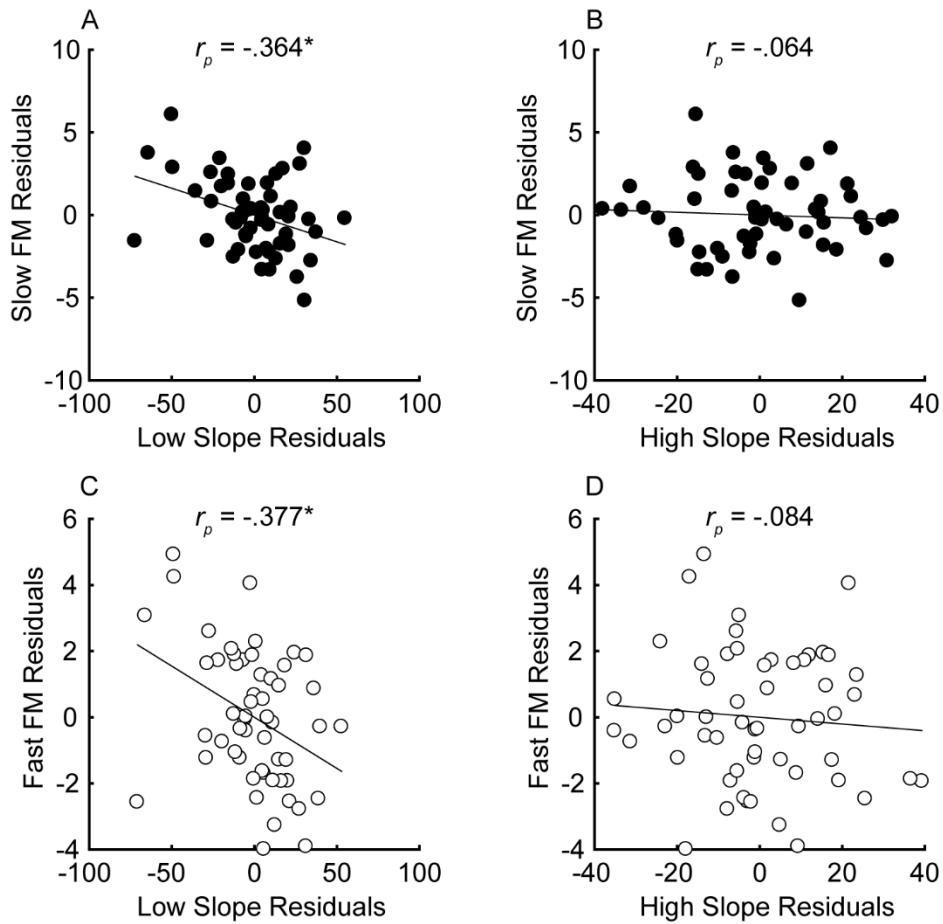 A
r_p = -.364*
10
5
0
-5
-10
Slow FM Residuals
-100 -50 0 50 100
Low Slope Residuals
B
r_p = -.064
10
5
0
-5
-10
Slow FM Residuals
-40 -20 0 20 40
High Slope Residuals
C
r_p = -.377*
6
4
2
0
-2
-4
Fast FM Residuals
-100 -50 0 50 100
Low Slope Residuals
D
r_p = -.084
6
4
2
0
-2
-4
Fast FM Residuals
-40 -20 0 20 40
High Slope Residuals